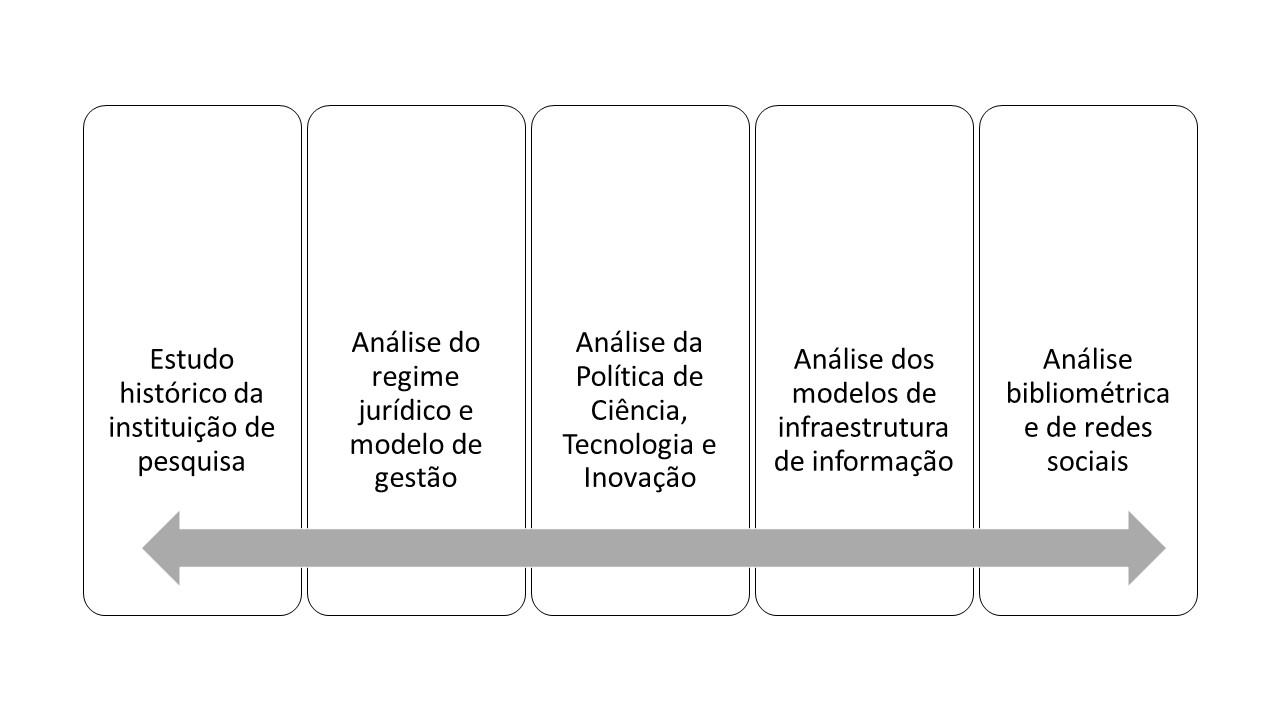 Estudo
histórico da
instituição de
pesquisa
Análise do
regime
jurídico e
modelo de
gestão
Análise da
Política de
Ciência,
Tecnologia e
Inovação
Análise dos
modelos de
infraestrutura
de informação
Análise
bibliométrica
e de redes
sociais